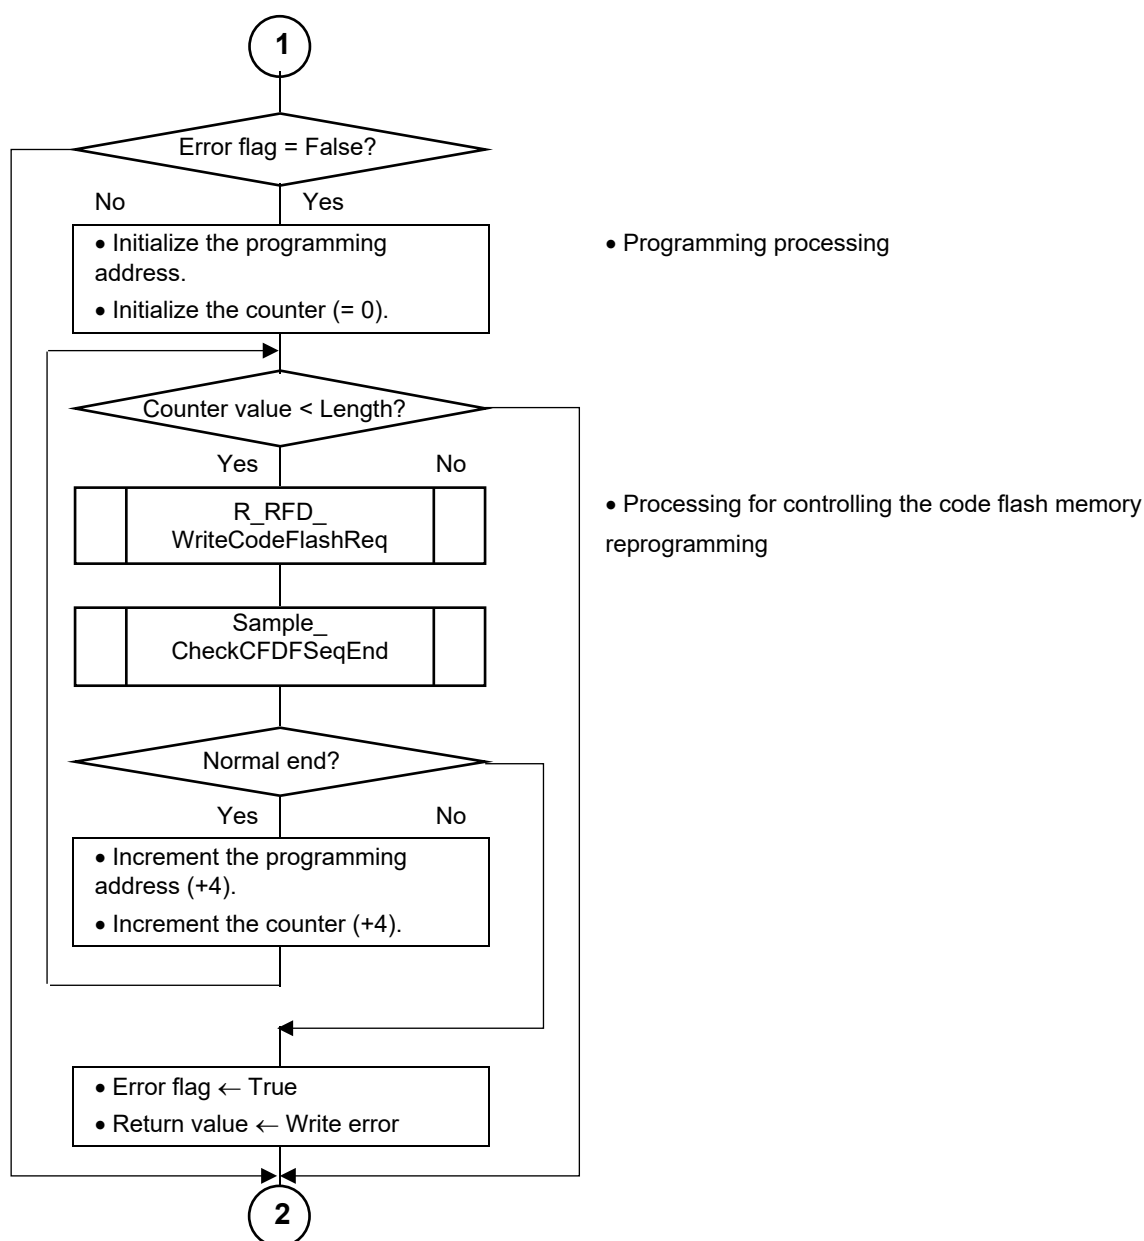 1
Error flag = False?
No
Yes
• Initialize the programming
address.
• Initialize the counter (= 0).
• Programming processing
Counter value < Length?
Yes
No
R_RFD_
WriteCodeFlashReq
• Processing for controlling the code flash memory
reprogramming
Sample_
CheckCFDFSeqEnd
Normal end?
Yes
No
• Increment the programming
address (+4).
• Increment the counter (+4).
• Error flag ← True
• Return value ← Write error
2